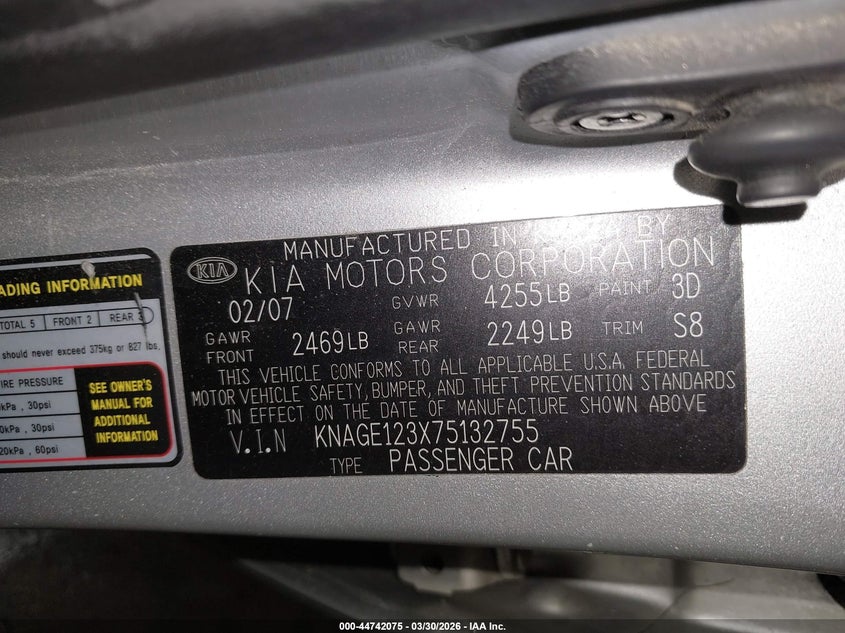 MANUFACTURED IN BY
KIA KIA MOTORS CORPORATION
02/07 GVWR 4255LB PAINT 3D
GAWR FRONT 2469LB GAWR REAR 2249LB TRIM S8
THIS VEHICLE CONFORMS TO ALL APPLICABLE U.S.A. FEDERAL
MOTOR VEHICLE SAFETY, BUMPER, AND THEFT PREVENTION STANDARDS
IN EFFECT ON THE DATE OF MANUFACTURE SHOWN ABOVE
V.I.N KNAGE123X75132755
TYPE PASSENGER CAR
ADING INFORMATION
TOTAL 5 FRONT 2 REAR 3
should never exceed 375kg or 827 lbs.
IRE PRESSURE
kPa , 30psi
0kPa , 30psi
20kPa , 60psi
SEE OWNER'S
MANUAL FOR
ADDITIONAL
INFORMATION
000-44742075 — 03/30/2026 — IAA Inc.